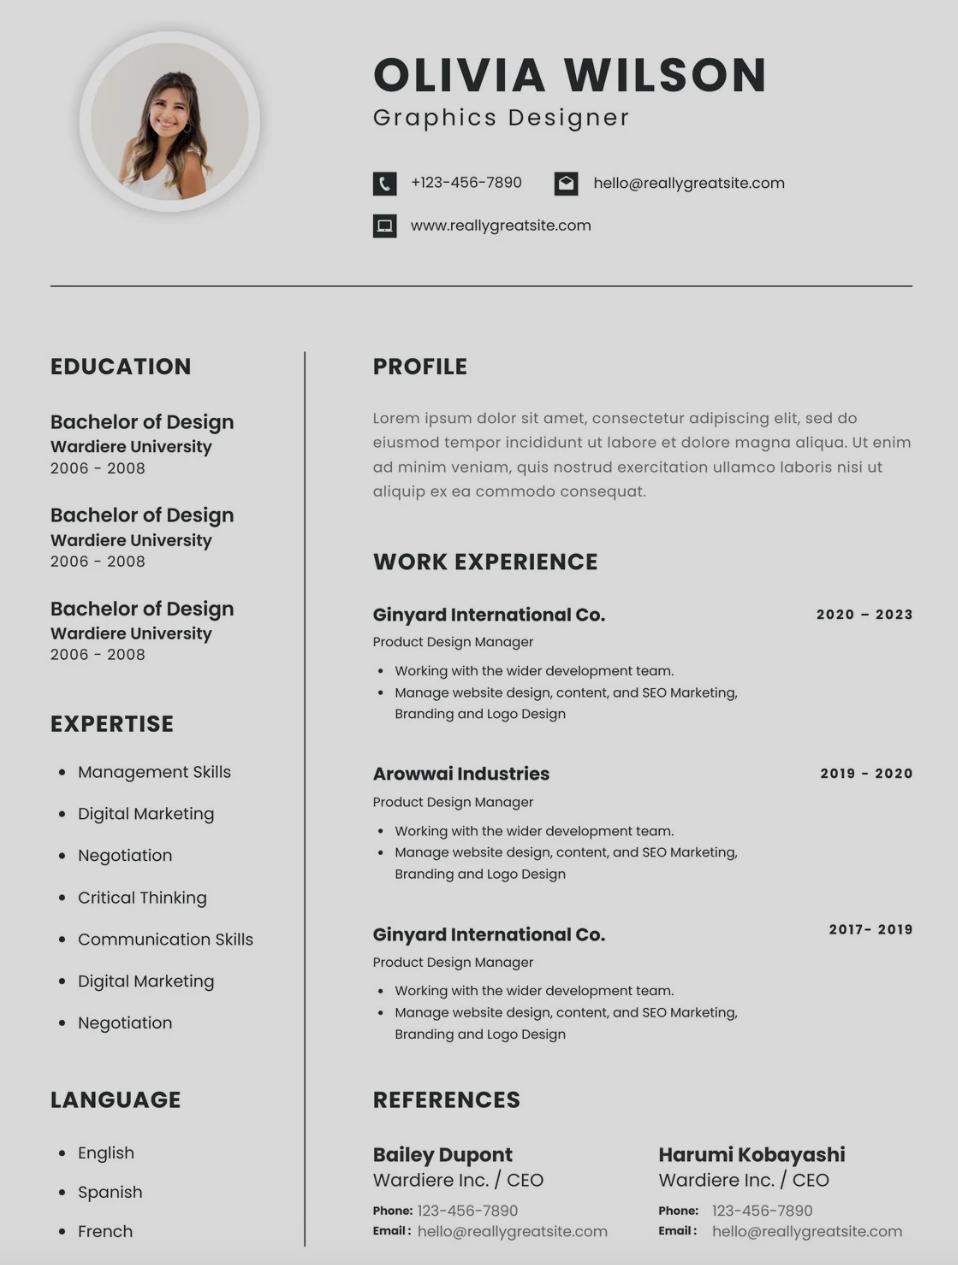 OLIVIA WILSON
Graphics Designer
+123-456-7890
hello@reallygreatsite.com
www.reallygreatsite.com
EDUCATION
Bachelor of Design
Wardiere University
2006 - 2008
Bachelor of Design
Wardiere University
2006 - 2008
Bachelor of Design
Wardiere University
2006 - 2008
EXPERTISE
• Management Skills
• Digital Marketing
• Negotiation
• Critical Thinking
• Communication Skills
• Digital Marketing
• Negotiation
LANGUAGE
• English
• Spanish
• French
PROFILE
Lorem ipsum dolor sit amet, consectetur adipiscing elit, sed do
eiusmod tempor incididunt ut labore et dolore magna aliqua. Ut enim
ad minim veniam, quis nostrud exercitation ullamco laboris nisi ut
aliquip ex ea commodo consequat.
WORK EXPERIENCE
Ginyard International Co. 2020 – 2023
Product Design Manager
• Working with the wider development team.
• Manage website design, content, and SEO Marketing,
Branding and Logo Design
Arowwai Industries 2019 - 2020
Product Design Manager
• Working with the wider development team.
• Manage website design, content, and SEO Marketing,
Branding and Logo Design
Ginyard International Co. 2017- 2019
Product Design Manager
• Working with the wider development team.
• Manage website design, content, and SEO Marketing,
Branding and Logo Design
REFERENCES
Bailey Dupont
Wardiere Inc. / CEO
Phone: 123-456-7890
Email : hello@reallygreatsite.com
Harumi Kobayashi
Wardiere Inc. / CEO
Phone: 123-456-7890
Email : hello@reallygreatsite.com